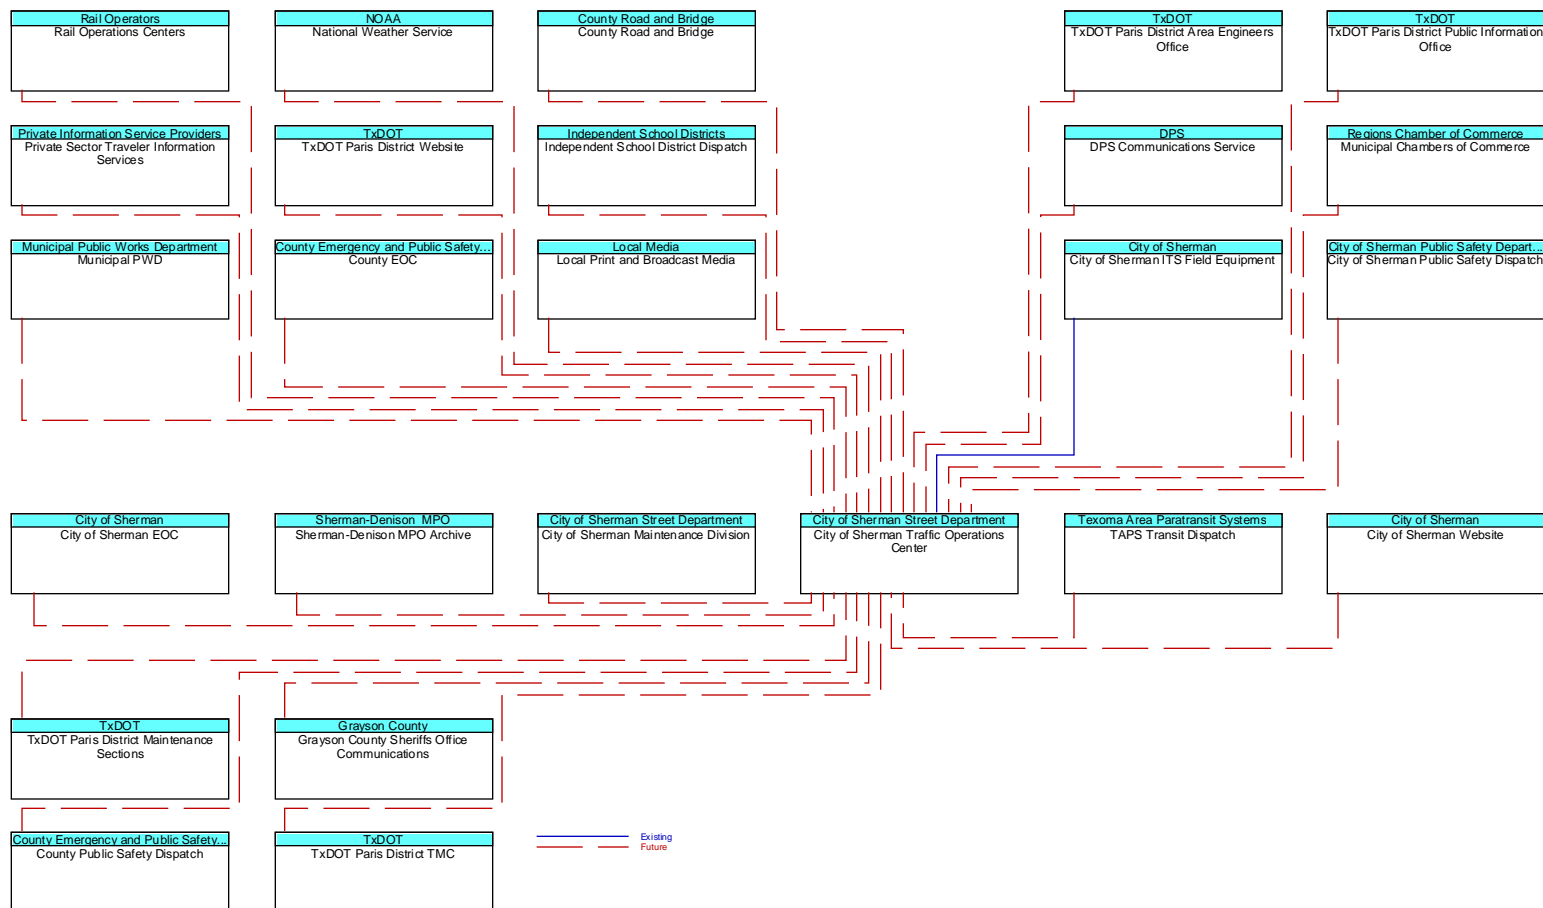 Rail Operators
Rail Operations Centers
NOAA
National Weather Service
County Road and Bridge
County Road and Bridge
TxDOT
TxDOT Paris District Area Engineers
Office
TxDOT
TxDOT Paris District Public Information
Office
Private Information Service Providers
Private Sector Traveler Information
Services
TxDOT
TxDOT Paris District Website
Independent School Districts
Independent School District Dispatch
DPS
DPS Communications Service
Regions Chamber of Commerce
Municipal Chambers of Commerce
Municipal Public Works Department
Municipal PWD
County Emergency and Public Safety...
County EOC
Local Media
Local Print and Broadcast Media
City of Sherman
City of Sherman ITS Field Equipment
City of Sherman Public Safety Depart...
City of Sherman Public Safety Dispatch
City of Sherman
City of Sherman EOC
Sherman-Denison MPO
Sherman-Denison MPO Archive
City of Sherman Street Department
City of Sherman Maintenance Division
City of Sherman Street Department
City of Sherman Traffic Operations
Center
Texoma Area Paratransit Systems
TAPS Transit Dispatch
City of Sherman
City of Sherman Website
TxDOT
TxDOT Paris District Maintenance
Sections
Grayson County
Grayson County Sheriffs Office
Communications
County Emergency and Public Safety...
County Public Safety Dispatch
TxDOT
TxDOT Paris District TMC
Existing
Future